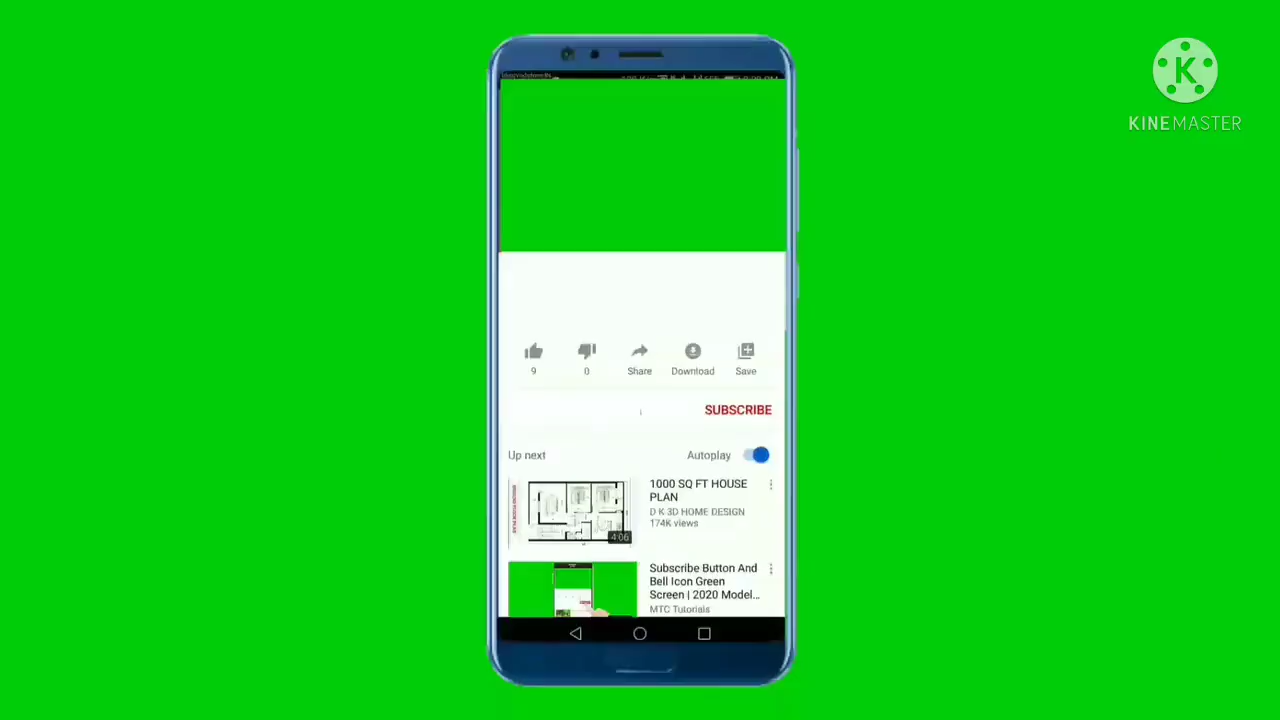 KINEMASTER
9
0
Share
Download
Save
SUBSCRIBE
Up next
Autoplay
1000 SQ FT HOUSE
PLAN
D K 3D HOME DESIGN
174K views
4:06
Subscribe Button And
Bell Icon Green
Screen | 2020 Model...
MTC Tutorials